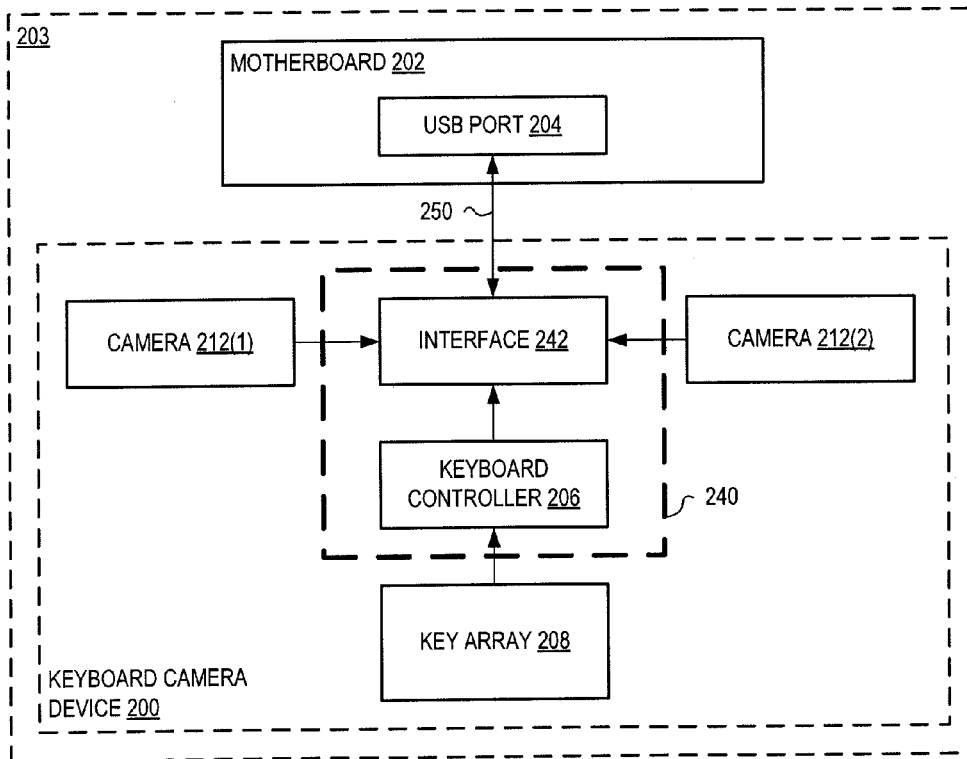 203
MOTHERBOARD 202
USB PORT 204
250
CAMERA 212(1)
INTERFACE 242
CAMERA 212(2)
KEYBOARD
CONTROLLER 206
240
KEY ARRAY 208
KEYBOARD CAMERA
DEVICE 200